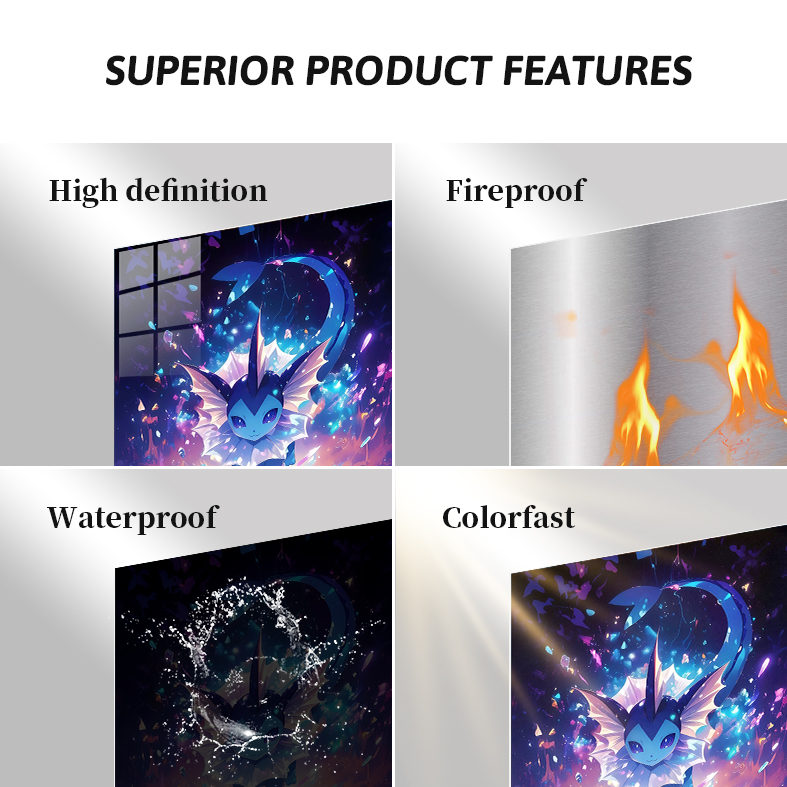 SUPERIOR PRODUCT FEATURES
High definition
Fireproof
Waterproof
Colorfast